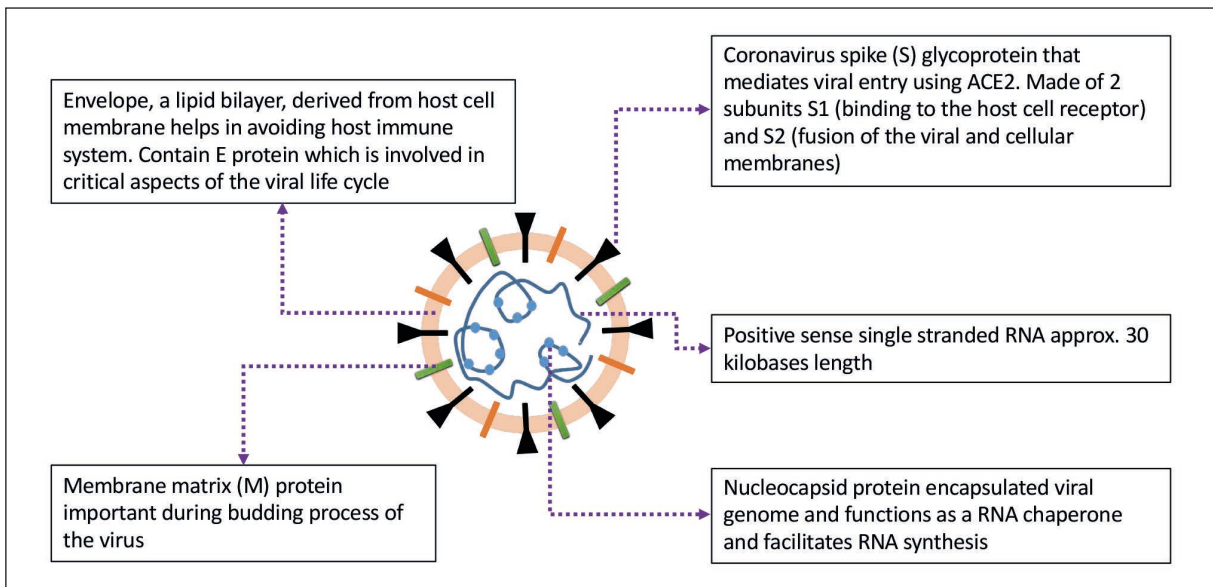 Envelope, a lipid bilayer, derived from host cell
membrane helps in avoiding host immune
system. Contain E protein which is involved in
critical aspects of the viral life cycle
Coronavirus spike (S) glycoprotein that
mediates viral entry using ACE2. Made of 2
subunits S1 (binding to the host cell receptor)
and S2 (fusion of the viral and cellular
membranes)
Positive sense single stranded RNA approx. 30
kilobases length
Membrane matrix (M) protein
important during budding process of
the virus
Nucleocapsid protein encapsulated viral
genome and functions as a RNA chaperone
and facilitates RNA synthesis